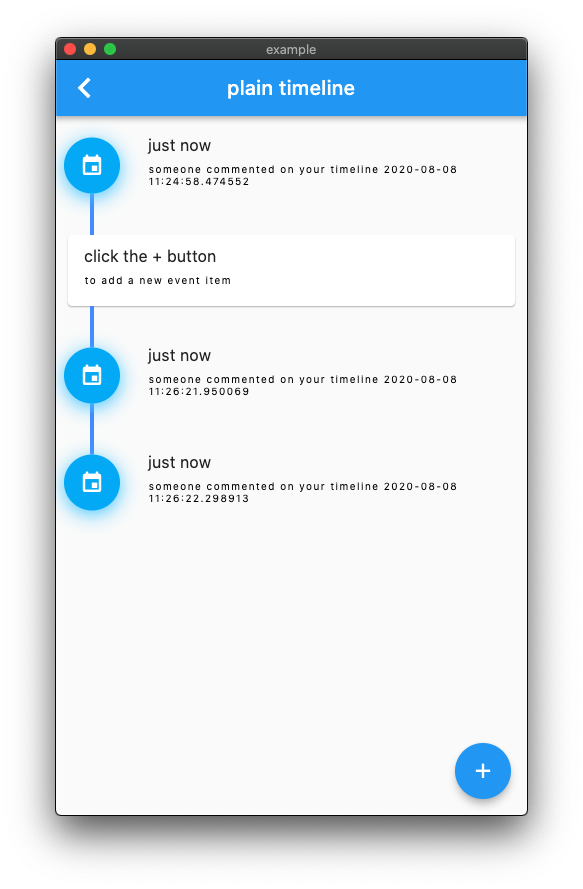 example
plain timeline
just now
someone commented on your timeline 2020-08-08
11:24:58.474552
click the + button
to add a new event item
just now
someone commented on your timeline 2020-08-08
11:26:21.950069
just now
someone commented on your timeline 2020-08-08
11:26:22.298913
+